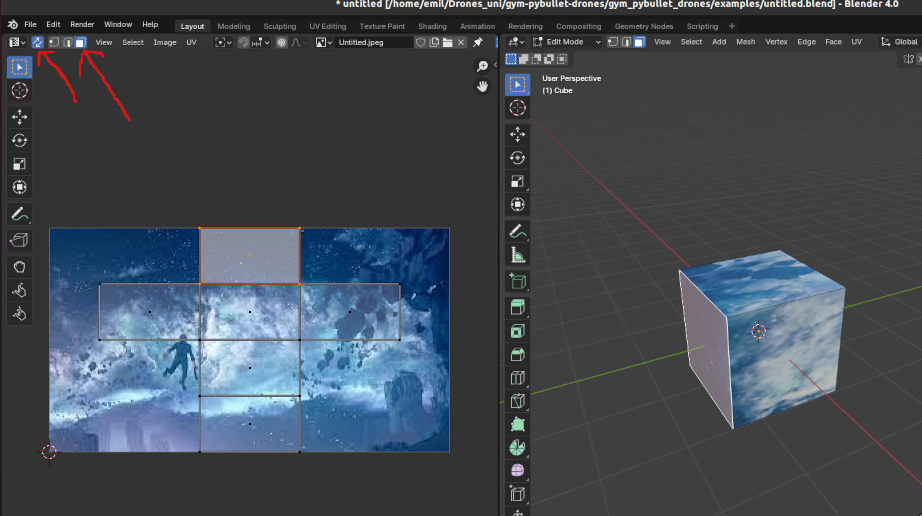 * untitled [/home/emil/Drones_uni/gym-pybullet-drones/gym_pybullet_drones/examples/untitled.blend] - Blender 4.0
File Edit Render Window Help Layout Modeling Sculpting UV Editing Texture Paint Shading Animation Rendering Compositing Geometry Nodes Scripting +
View Select Image UV Untitled.jpeg Edit Mode View Select Add Mesh Vertex Edge Face UV Global
User Perspective
(1) Cube